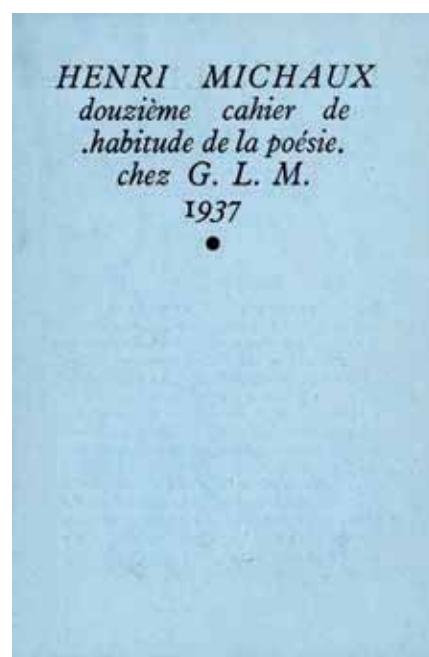 HENRI MICHAUX
douzième cahier de
.habitude de la poésie.
chez G. L. M.
1937